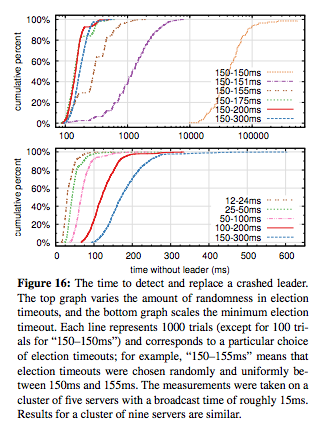 cumulative percent
100%
80%
60%
40%
20%
0%
150-150ms
150-151ms
150-155ms
150-175ms
150-200ms
150-300ms
100 1000 10000 100000
cumulative percent
100%
80%
60%
40%
20%
0%
12-24ms
25-50ms
50-100ms
100-200ms
150-300ms
0 100 200 300 400 500 600
time without leader (ms)
Figure 16: The time to detect and replace a crashed leader.
The top graph varies the amount of randomness in election
timeouts, and the bottom graph scales the minimum election
timeout. Each line represents 1000 trials (except for 100 tri-
als for “150–150ms”) and corresponds to a particular choice
of election timeouts; for example, “150–155ms” means that
election timeouts were chosen randomly and uniformly be-
tween 150ms and 155ms. The measurements were taken on a
cluster of five servers with a broadcast time of roughly 15ms.
Results for a cluster of nine servers are similar.